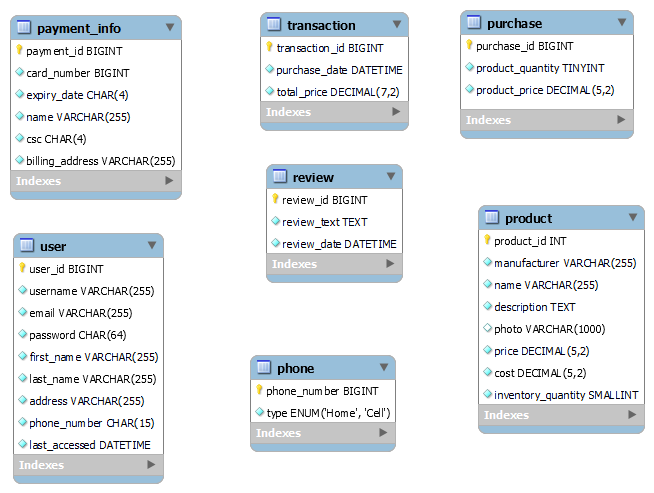 payment_info
payment_id BIGINT
card_number BIGINT
expiry_date CHAR(4)
name VARCHAR(255)
csc CHAR(4)
billing_address VARCHAR(255)
Indexes
transaction
transaction_id BIGINT
purchase_date DATETIME
total_price DECIMAL(7,2)
Indexes
purchase
purchase_id BIGINT
product_quantity TINYINT
product_price DECIMAL(5,2)
Indexes
review
review_id BIGINT
review_text TEXT
review_date DATETIME
Indexes
user
user_id BIGINT
username VARCHAR(255)
email VARCHAR(255)
password CHAR(64)
first_name VARCHAR(255)
last_name VARCHAR(255)
address VARCHAR(255)
phone_number CHAR(15)
last_accessed DATETIME
Indexes
phone
phone_number BIGINT
type ENUM('Home', 'Cell')
Indexes
product
product_id INT
manufacturer VARCHAR(255)
name VARCHAR(255)
description TEXT
photo VARCHAR(1000)
price DECIMAL(5,2)
cost DECIMAL(5,2)
inventory_quantity SMALLINT
Indexes